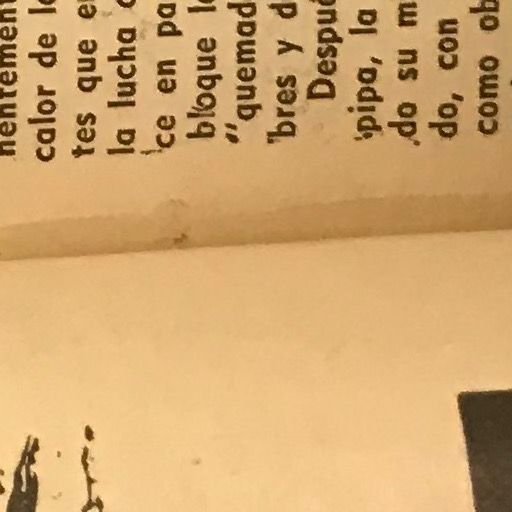 nentemen
calor de l
tes que e
la lucha
ce en pa
bloque l
"quemad
bres y d
Despu
pipa, la
do su m
do, con
como ob